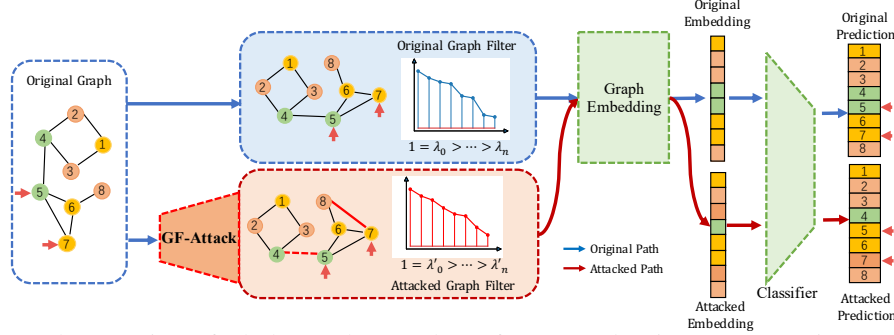 Original Graph
2
4
1
3
5
8
6
7
GF-Attack
1
8
2
3
6
7
4
5
Original Graph Filter
1 = λ₀ > ⋯ > λₙ
1
8
2
3
6
7
4
5
1 = λ'₀ > ⋯ > λ'ₙ
Attacked Graph Filter
Graph
Embedding
Original Path
Attacked Path
Original
Embedding
Attacked
Embedding
Classifier
Original
Prediction
1
2
3
4
5
6
7
8
1
2
3
4
5
6
7
8
Attacked
Prediction